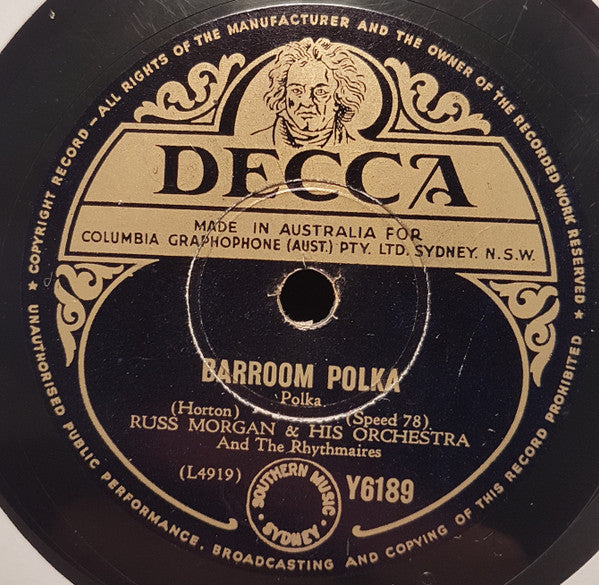 ★ COPYRIGHT RECORD — ALL RIGHTS OF THE MANUFACTURER AND THE OWNER OF THE RECORDED WORK RESERVED ★
DECCA
MADE IN AUSTRALIA FOR
COLUMBIA GRAPHOPHONE (AUST.) PTY. LTD. SYDNEY. N.S.W.
BARROOM POLKA
Polka
(Horton) (Speed 78)
RUSS MORGAN & HIS ORCHESTRA
And The Rhythmaires
(L4919)
SOUTHERN MUSIC
· SYDNEY ·
Y6189
UNAUTHORISED PUBLIC PERFORMANCE, BROADCASTING AND COPYING OF THIS RECORD PROHIBITED